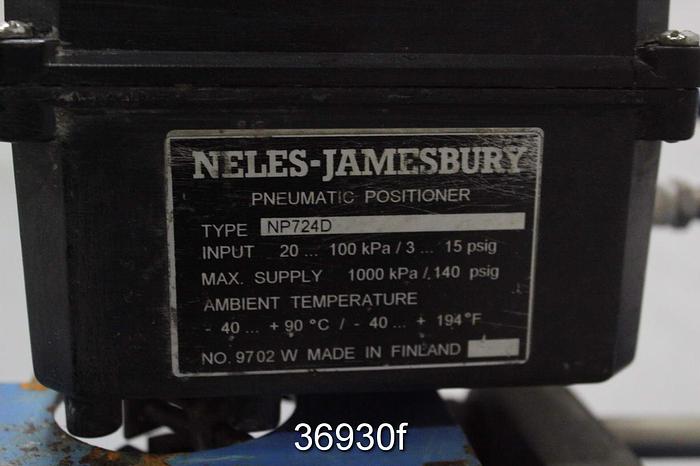 NELES-JAMESBURY
PNEUMATIC POSITIONER
TYPE NP724D
INPUT 20 ... 100 kPa / 3 ... 15 psig
MAX. SUPPLY 1000 kPa / 140 psig
AMBIENT TEMPERATURE
- 40 ... + 90 °C / - 40 ... + 194°F
NO. 9702 W MADE IN FINLAND
36930f